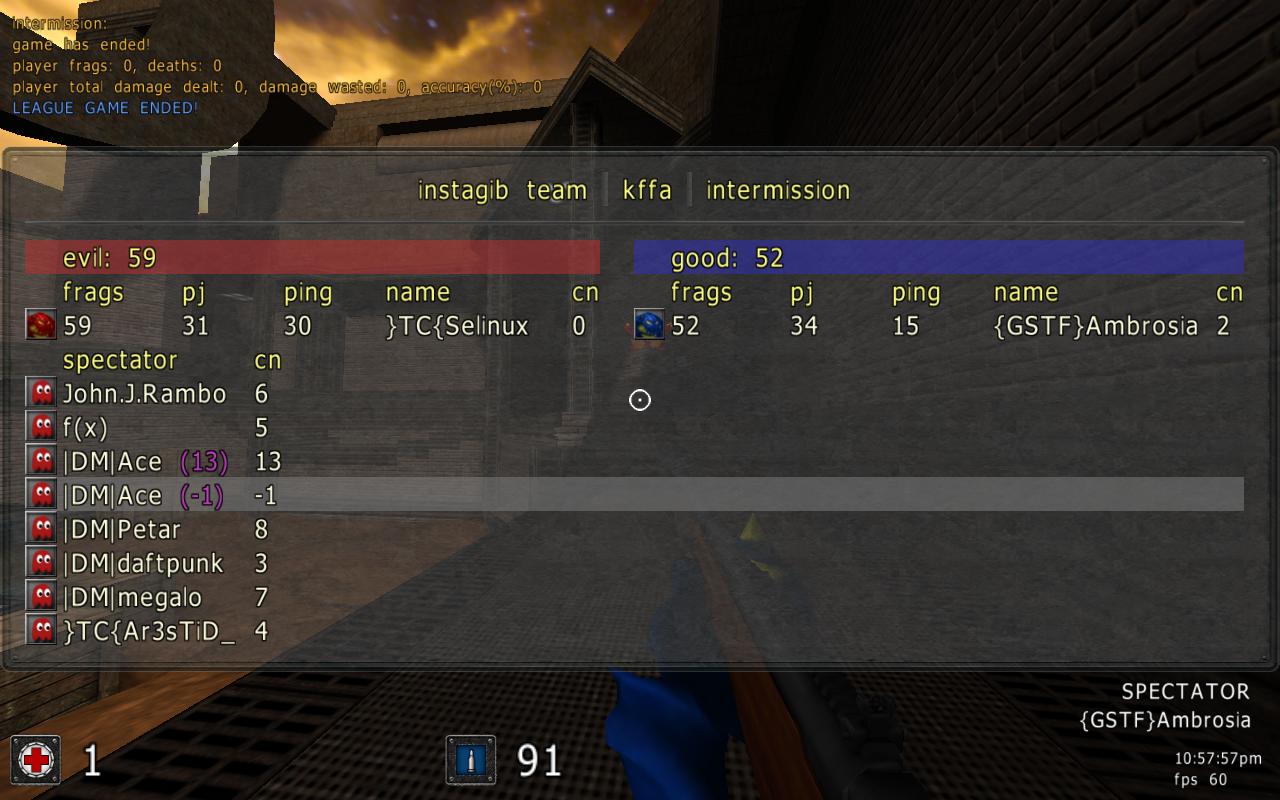 intermission:
game has ended!
player frags: 0, deaths: 0
player total damage dealt: 0, damage wasted: 0, accuracy(%): 0
LEAGUE GAME ENDED!
instagib team | kffa | intermission
evil: 59
frags pj ping name cn
59 31 30 }TC{Selinux 0
good: 52
frags pj ping name cn
52 34 15 {GSTF}Ambrosia 2
spectator cn
John.J.Rambo 6
f(x) 5
|DM|Ace (13) 13
|DM|Ace (-1) -1
|DM|Petar 8
|DM|daftpunk 3
|DM|megalo 7
}TC{Ar3sTiD_ 4
SPECTATOR
{GSTF}Ambrosia
1
91
10:57:57pm
fps 60